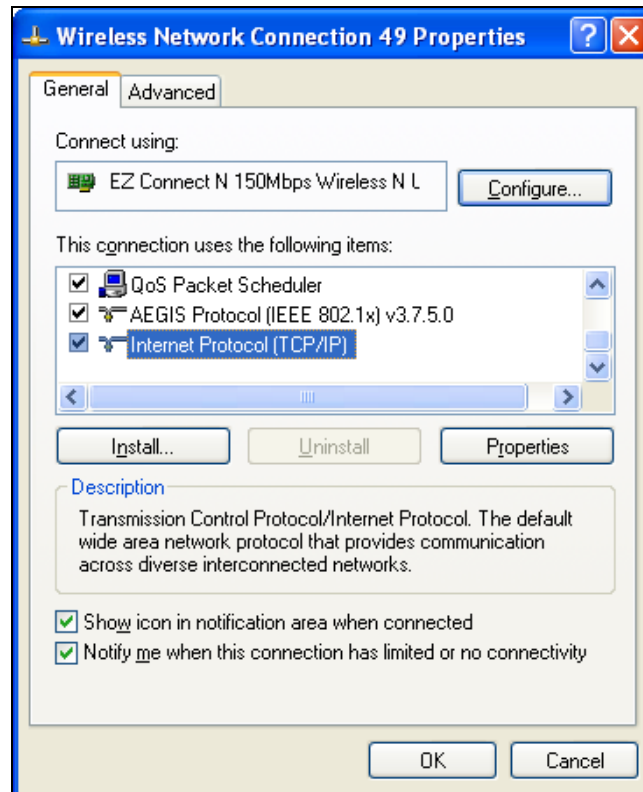 Wireless Network Connection 49 Properties
General Advanced
Connect using:
EZ Connect N 150Mbps Wireless N L
Configure...
This connection uses the following items:
QoS Packet Scheduler
AEGIS Protocol (IEEE 802.1x) v3.7.5.0
Internet Protocol (TCP/IP)
Install... Uninstall Properties
Description
Transmission Control Protocol/Internet Protocol. The default
wide area network protocol that provides communication
across diverse interconnected networks.
Show icon in notification area when connected
Notify me when this connection has limited or no connectivity
OK Cancel